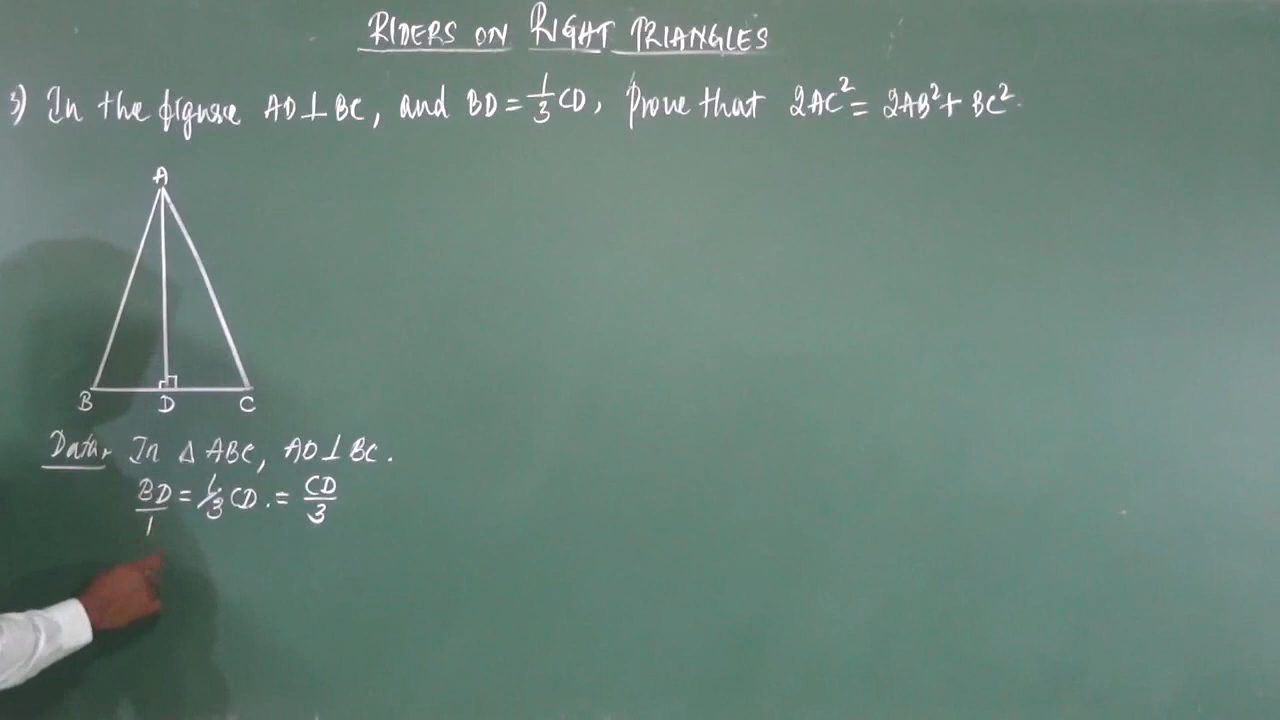 RIDERS ON RIGHT TRIANGLES
3) In the figure AD⊥BC, and BD = 1/3 CD, prove that 2AC² = 2AB² + BC².
A
B D C
Data, In Δ ABC, AD⊥BC.
BD/1 = 1/3 CD. = CD/3